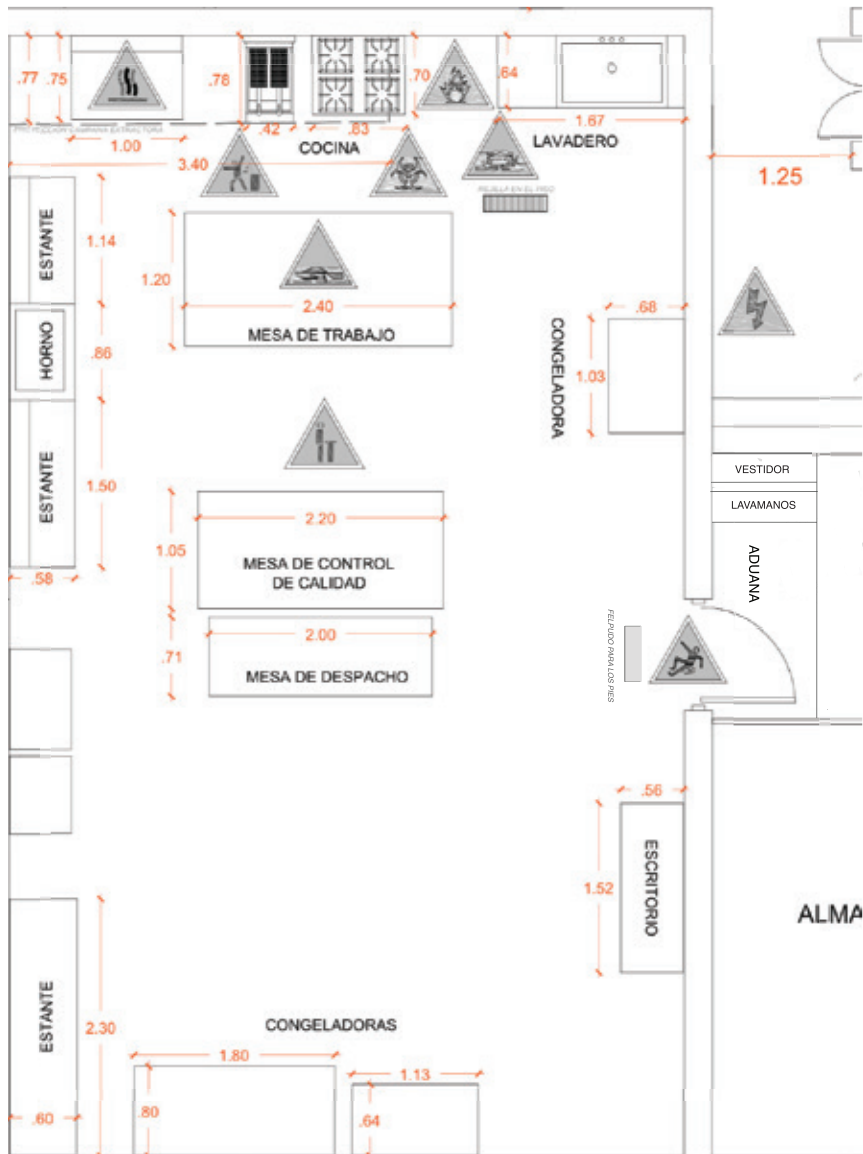 .77
.75
.76
.70
.64
.42
.63
1.67
PROYECCION CAMPANA EXTRACTORA
1.00
COCINA
LAVADERO
3.40
1.25
REJILLA EN EL PISO
ESTANTE
1.14
1.20
2.40
MESA DE TRABAJO
.68
HORNO
.86
CONGELADORA
1.03
ESTANTE
1.50
.58
VESTIDOR
LAVAMANOS
ADUANA
2.20
1.05
MESA DE CONTROL
DE CALIDAD
2.00
.71
MESA DE DESPACHO
FELPUDO PARA LOS PIES
.56
1.52
ESCRITORIO
ALMA
ESTANTE
2.30
.60
CONGELADORAS
1.80
.80
1.13
.64